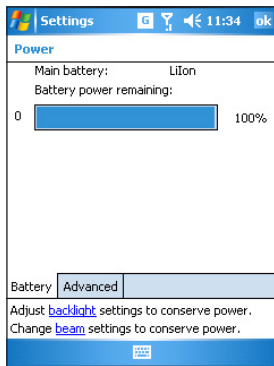 Settings G 11:34 ok
Power
Main battery: LiIon
Battery power remaining:
0 100%
Battery Advanced
Adjust backlight settings to conserve power.
Change beam settings to conserve power.